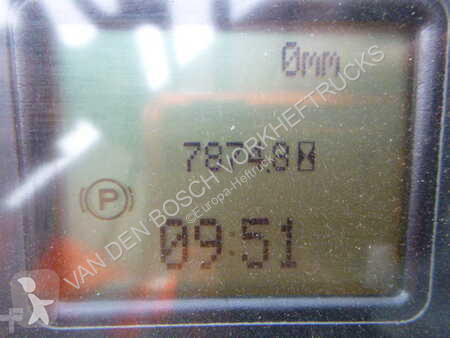 0mm
7874.8
P
09:51
VAN DEN BOSCH VORKHEFTRUCKS
©Europa-Heftruck